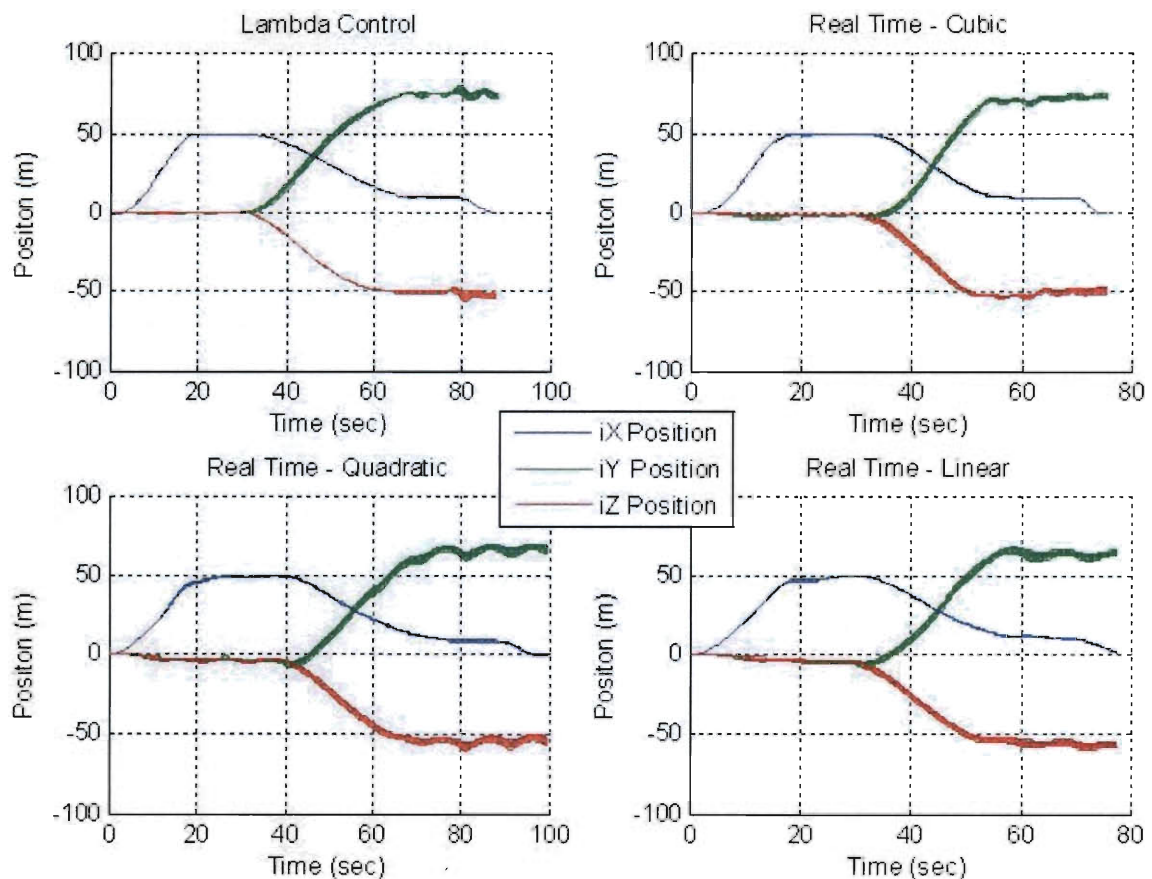 Lambda Control
100
50
0
-50
-100
Positon (m)
0 20 40 60 80 100
Time (sec)
Real Time - Cubic
100
50
0
-50
-100
Positon (m)
0 20 40 60 80
Time (sec)
iX Position
iY Position
iZ Position
Real Time - Quadratic
100
50
0
-50
-100
Positon (m)
0 20 40 60 80 100
Time (sec)
Real Time - Linear
100
50
0
-50
-100
Positon (m)
0 20 40 60 80
Time (sec)